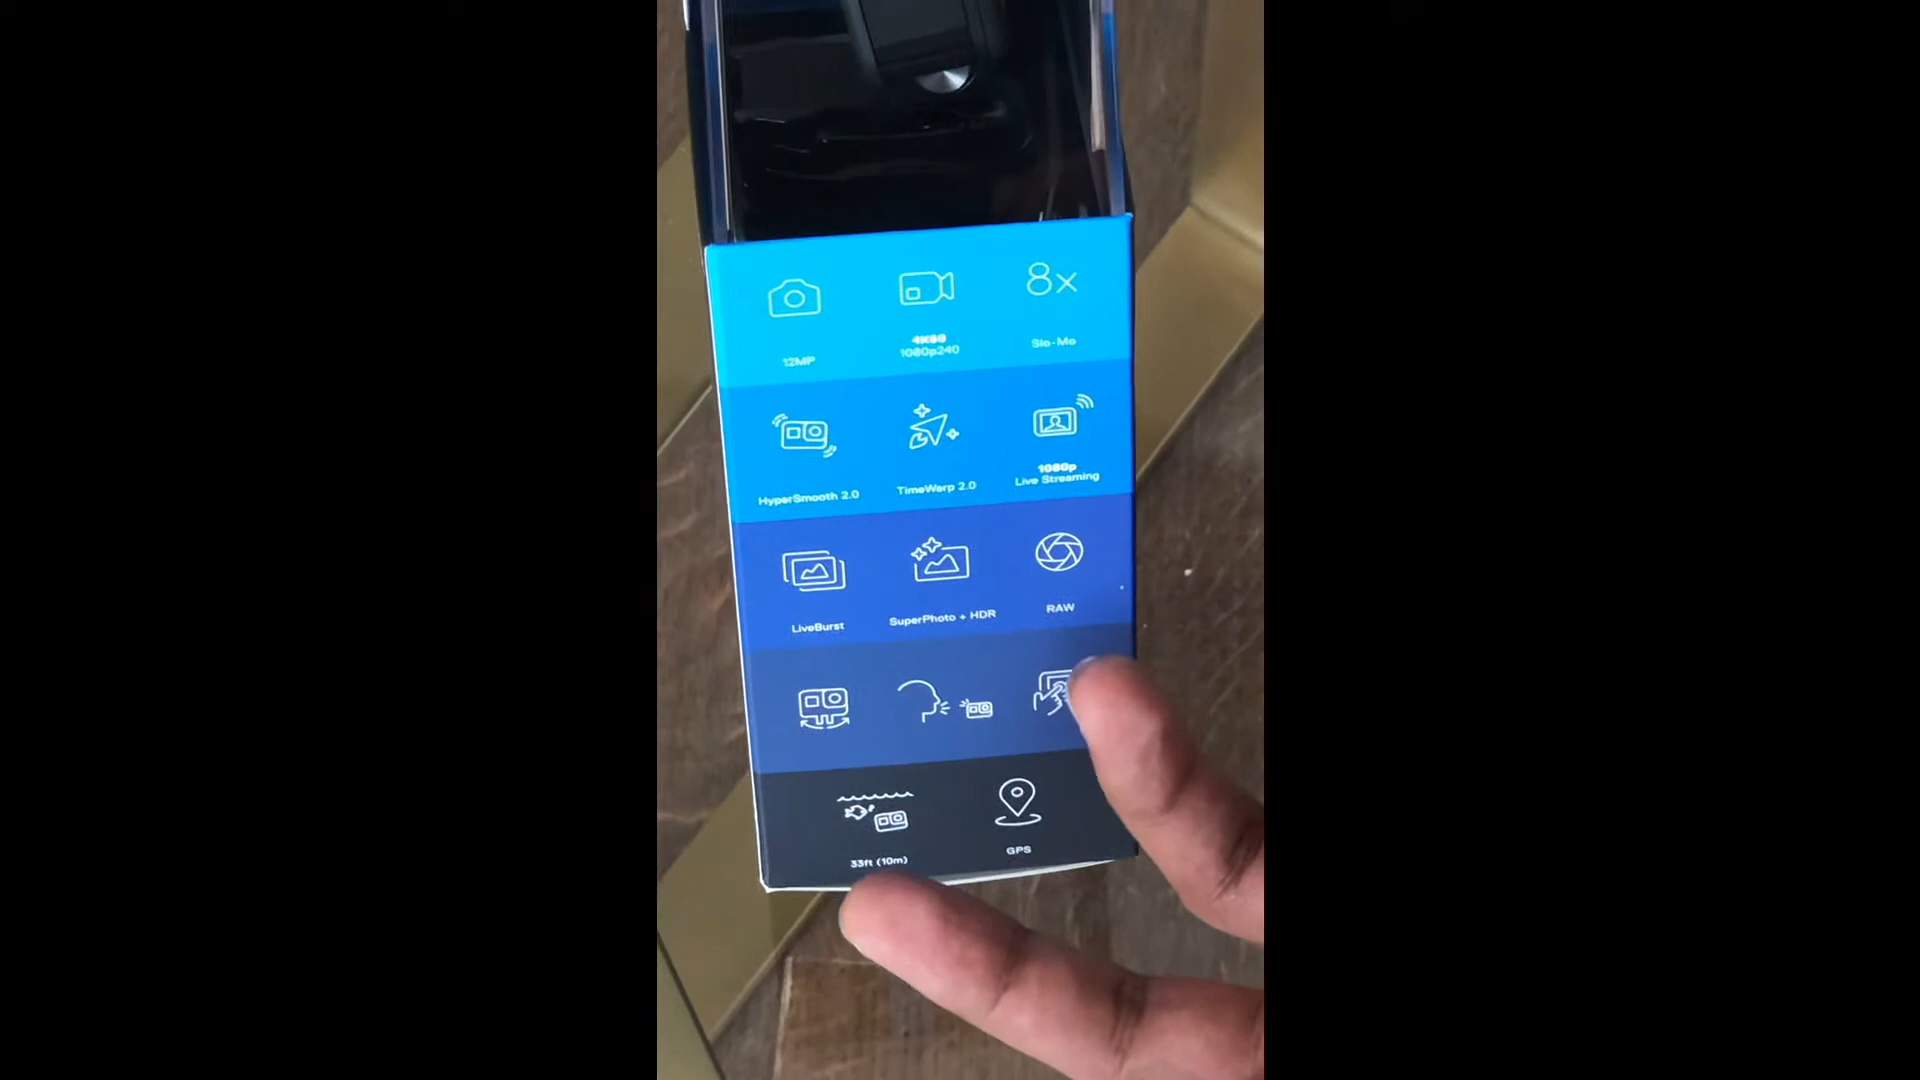 8x
12MP
4K60
1080p240
Slo-Mo
HyperSmooth 2.0
TimeWarp 2.0
1080p
Live Streaming
LiveBurst
SuperPhoto + HDR
RAW
33ft (10m)
GPS